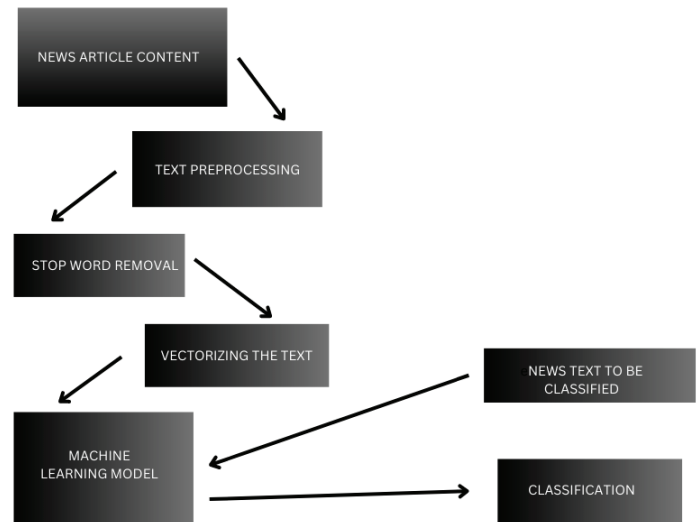 NEWS ARTICLE CONTENT
TEXT PREPROCESSING
STOP WORD REMOVAL
VECTORIZING THE TEXT
NEWS TEXT TO BE
CLASSIFIED
MACHINE
LEARNING MODEL
CLASSIFICATION